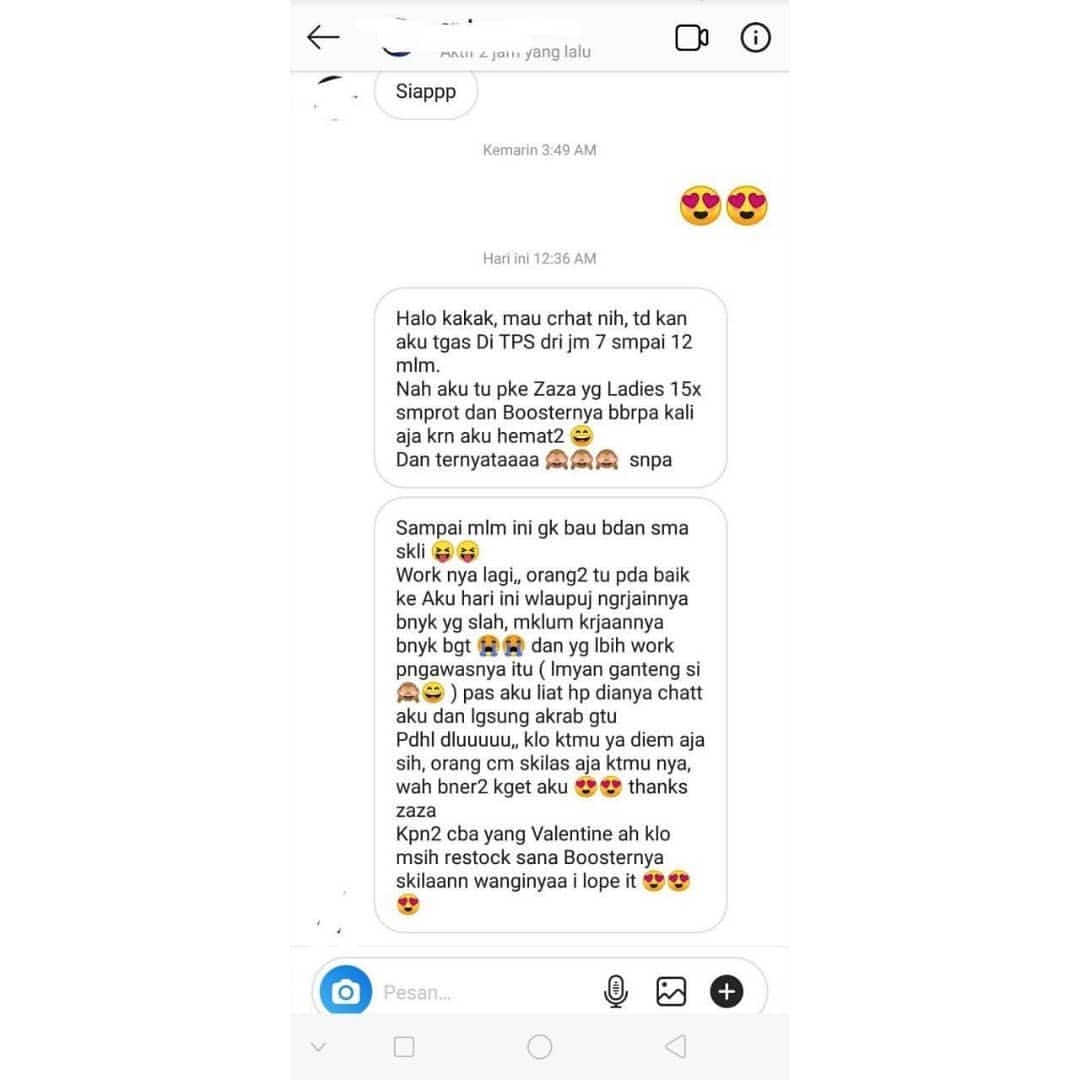 Aktif 2 jam yang lalu
Siappp
Kemarin 3:49 AM
😍😍
Hari ini 12:36 AM
Halo kakak, mau crhat nih, td kan
aku tgas Di TPS dri jm 7 smpai 12
mlm.
Nah aku tu pke Zaza yg Ladies 15x
smprot dan Boosternya bbrpa kali
aja krn aku hemat2 😄
Dan ternyataaaa 🙈🙈🙈 snpa
Sampai mlm ini gk bau bdan sma
skli 😝😝
Work nya lagi,, orang2 tu pda baik
ke Aku hari ini wlaupuj ngrjainnya
bnyk yg slah, mklum krjaannya
bnyk bgt 😭😭 dan yg lbih work
pngawasnya itu ( lmyan ganteng si
🙈😄 ) pas aku liat hp dianya chatt
aku dan lgsung akrab gtu
Pdhl dluuuuu,, klo ktmu ya diem aja
sih, orang cm skilas aja ktmu nya,
wah bner2 kget aku 😍😍 thanks
zaza
Kpn2 cba yang Valentine ah klo
msih restock sana Boosternya
skilaann wanginyaa i lope it 😍😍
😍
Pesan...